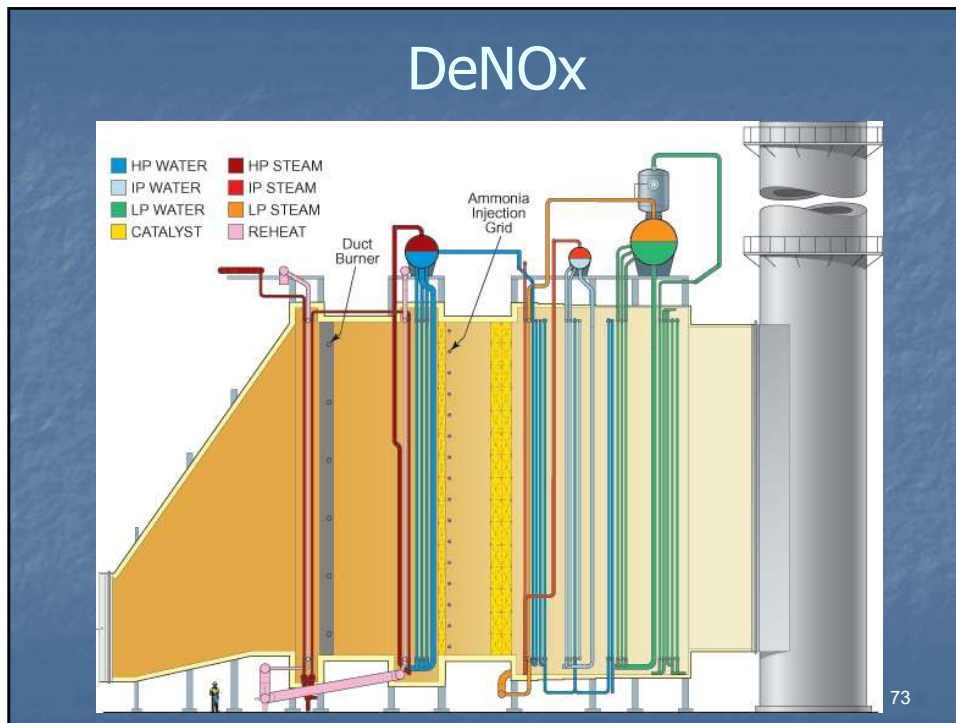 DeNOx
HP WATER
HP STEAM
IP WATER
IP STEAM
LP WATER
LP STEAM
CATALYST
REHEAT
Duct
Burner
Ammonia
Injection
Grid
73